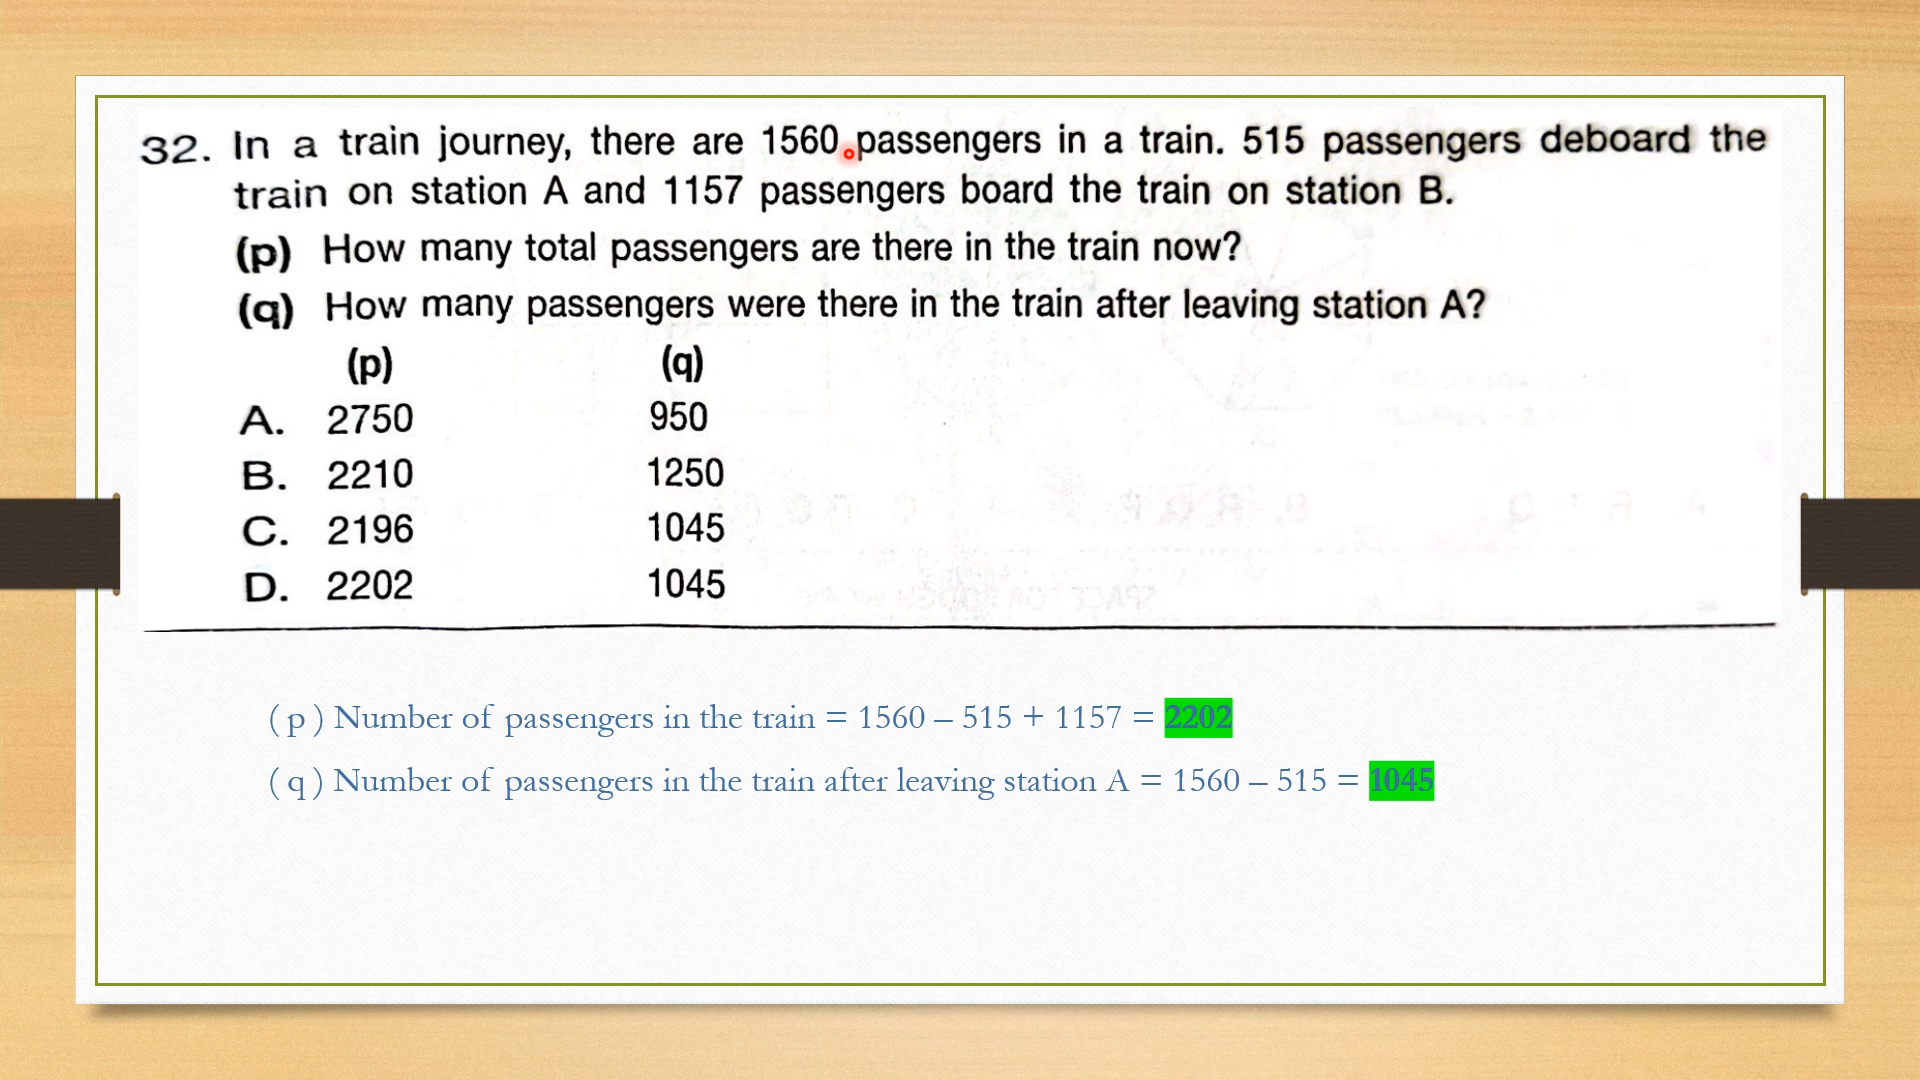 32. In a train journey, there are 1560 passengers in a train. 515 passengers deboard the
train on station A and 1157 passengers board the train on station B.
(p) How many total passengers are there in the train now?
(q) How many passengers were there in the train after leaving station A?
(p) (q)
A. 2750 950
B. 2210 1250
C. 2196 1045
D. 2202 1045
( p ) Number of passengers in the train = 1560 – 515 + 1157 = 2202
( q ) Number of passengers in the train after leaving station A = 1560 – 515 = 1045